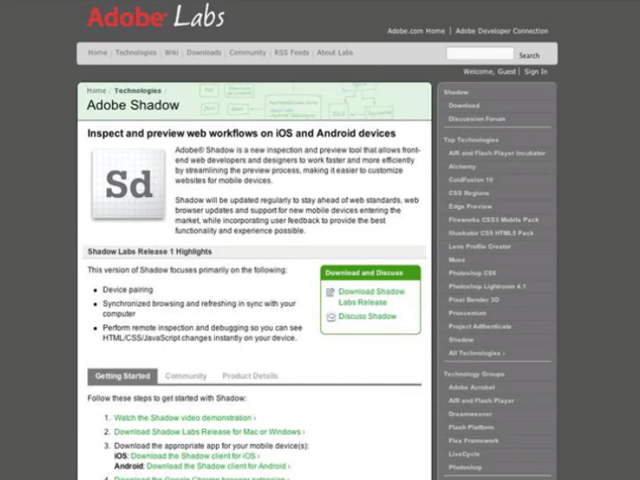 Adobe Labs
Adobe.com Home | Adobe Developer Connection
Home | Technologies | Wiki | Downloads | Community | RSS Feeds | About Labs
Search
Welcome, Guest | Sign In
Home / Technologies /
Adobe Shadow
Inspect and preview web workflows on iOS and Android devices
Sd
Adobe® Shadow is a new inspection and preview tool that allows front-
end web developers and designers to work faster and more efficiently
by streamlining the preview process, making it easier to customize
websites for mobile devices.
Shadow will be updated regularly to stay ahead of web standards, web
browser updates and support for new mobile devices entering the
market, while incorporating user feedback to provide the best
functionality and experience possible.
Shadow Labs Release 1 Highlights
This version of Shadow focuses primarily on the following:
• Device pairing
• Synchronized browsing and refreshing in sync with your
computer
• Perform remote inspection and debugging so you can see
HTML/CSS/JavaScript changes instantly on your device.
Download and Discuss
Download Shadow
Labs Release
Discuss Shadow
Getting Started Community Product Details
Follow these steps to get started with Shadow:
1. Watch the Shadow video demonstration ›
2. Download Shadow Labs Release for Mac or Windows ›
3. Download the appropriate app for your mobile device(s):
iOS: Download the Shadow client for iOS ›
Android: Download the Shadow client for Android ›
4. Download the Google Chrome browser extension ›
Shadow
Download
Discussion Forum
Top Technologies
AIR and Flash Player Incubator
Alchemy
ColdFusion 10
CSS Regions
Edge Preview
Fireworks CSS3 Mobile Pack
Illustrator CS5 HTML5 Pack
Lens Profile Creator
Muse
Photoshop CS6
Photoshop Lightroom 4.1
Pixel Bender 3D
Proscenium
Project Adthenticate
Shadow
All Technologies ›
Technology Groups
Adobe Acrobat
AIR and Flash Player
Dreamweaver
Flash Platform
Flex Framework
LiveCycle
Photoshop